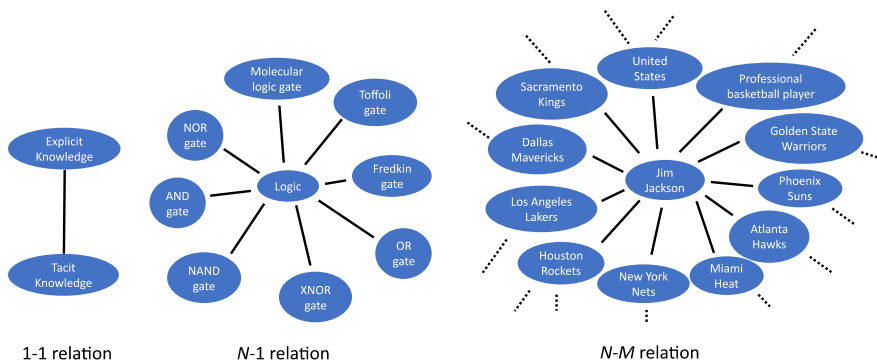 Explicit
Knowledge
Tacit
Knowledge
1-1 relation
Molecular
logic gate
Toffoli
gate
NOR
gate
Fredkin
gate
Logic
AND
gate
OR
gate
NAND
gate
XNOR
gate
N-1 relation
United
States
Sacramento
Kings
Professional
basketball player
Dallas
Mavericks
Golden State
Warriors
Jim
Jackson
Phoenix
Suns
Los Angeles
Lakers
Atlanta
Hawks
Houston
Rockets
New York
Nets
Miami
Heat
N-M relation